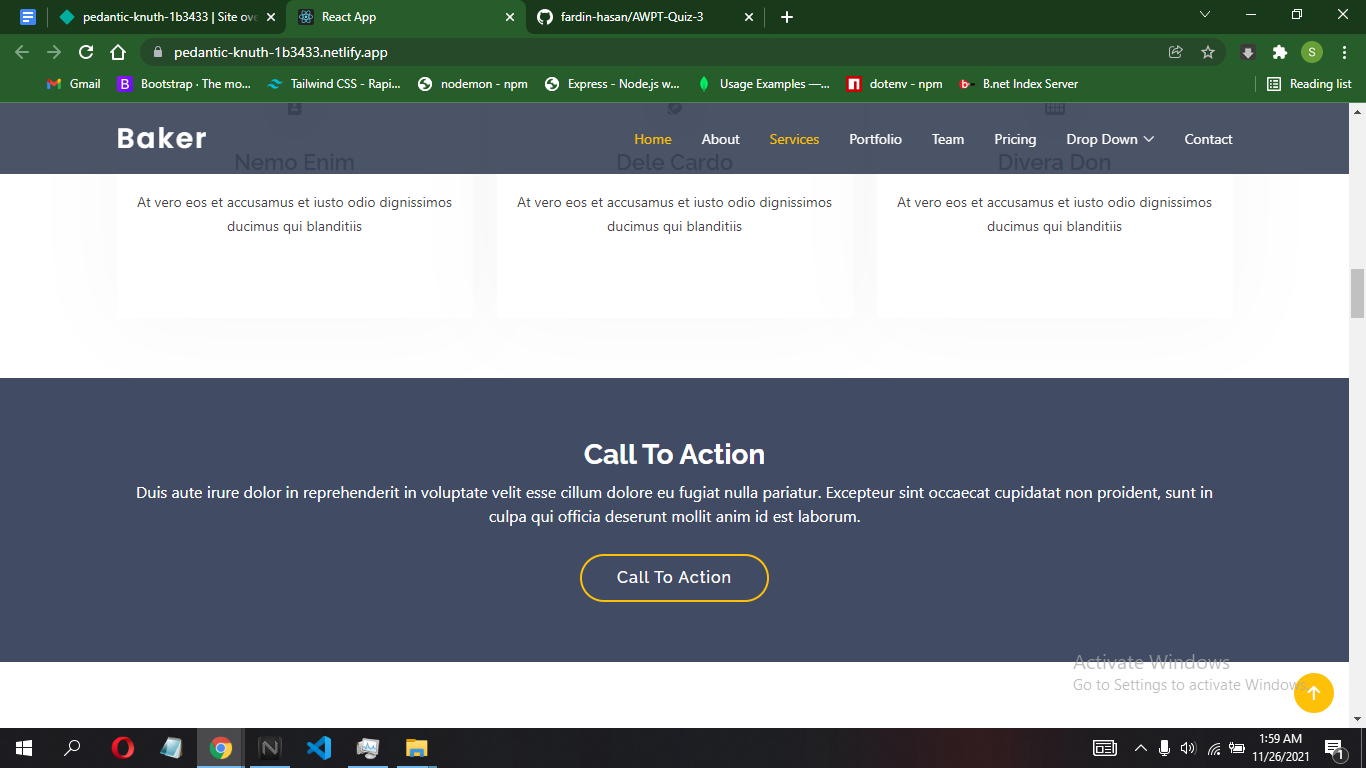 pedantic-knuth-1b3433 | Site ove
React App
fardin-hasan/AWPT-Quiz-3
pedantic-knuth-1b3433.netlify.app
S
Gmail
B Bootstrap · The mo...
Tailwind CSS - Rapi...
nodemon - npm
Express - Node.js w...
Usage Examples —...
n dotenv - npm
b- B.net Index Server
Reading list
Baker
Home
About
Services
Portfolio
Team
Pricing
Drop Down
Contact
Nemo Enim
Dele Cardo
Divera Don
At vero eos et accusamus et iusto odio dignissimos
ducimus qui blanditiis
At vero eos et accusamus et iusto odio dignissimos
ducimus qui blanditiis
At vero eos et accusamus et iusto odio dignissimos
ducimus qui blanditiis
Call To Action
Duis aute irure dolor in reprehenderit in voluptate velit esse cillum dolore eu fugiat nulla pariatur. Excepteur sint occaecat cupidatat non proident, sunt in
culpa qui officia deserunt mollit anim id est laborum.
Call To Action
Activate Windows
Go to Settings to activate Windows.
N
1:59 AM
11/26/2021
1